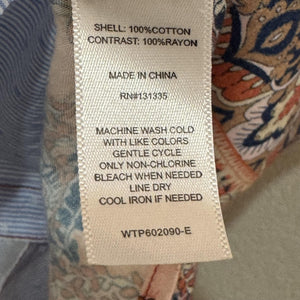 SHELL: 100%COTTON
CONTRAST: 100%RAYON
MADE IN CHINA
RN#131335
MACHINE WASH COLD
WITH LIKE COLORS
GENTLE CYCLE
ONLY NON-CHLORINE
BLEACH WHEN NEEDED
LINE DRY
COOL IRON IF NEEDED
WTP602090-E